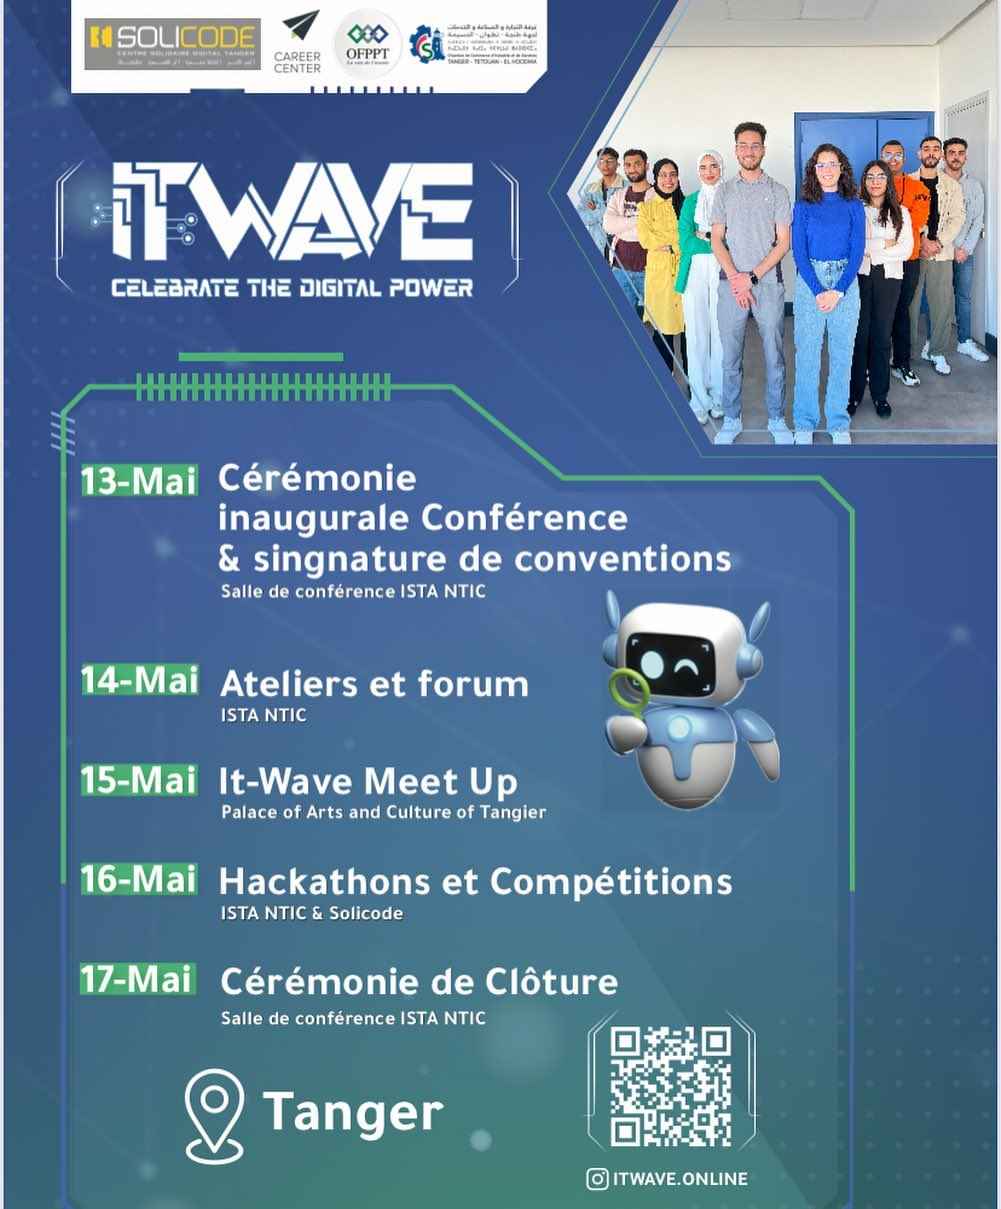 SOLICODE
CENTRE SOLIDAIRE DIGITAL TANGER
CAREER
CENTER
OFPPT
La voie de l'avenir
غرفة التجارة و الصناعة و الخدمات
لجهة طنجة - تطوان - الحسيمة
TANGER - TETOUAN - EL HOCEIMA
ITWAVE
CELEBRATE THE DIGITAL POWER
13-Mai
Cérémonie
inaugurale Conférence
& singnature de conventions
Salle de conférence ISTA NTIC
14-Mai
Ateliers et forum
ISTA NTIC
15-Mai
It-Wave Meet Up
Palace of Arts and Culture of Tangier
16-Mai
Hackathons et Compétitions
ISTA NTIC & Solicode
17-Mai
Cérémonie de Clôture
Salle de conférence ISTA NTIC
Tanger
ITWAVE.ONLINE